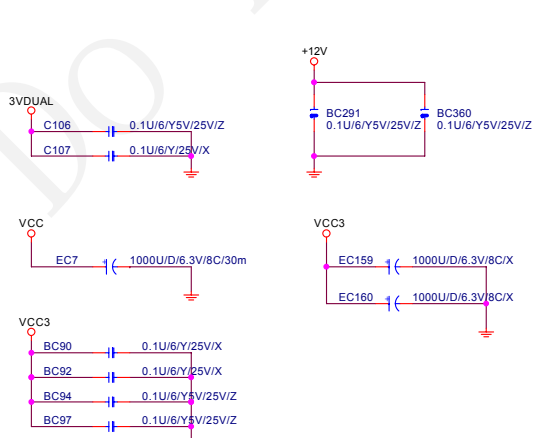 +12V
3VDUAL
C106 0.1U/6/Y5V/25V/Z
C107 0.1U/6/Y/25V/X
BC291
0.1U/6/Y5V/25V/Z
BC360
0.1U/6/Y5V/25V/Z
VCC
EC7 1000U/D/6.3V/8C/30m
VCC3
EC159 1000U/D/6.3V/8C/X
EC160 1000U/D/6.3V/8C/X
VCC3
BC90 0.1U/6/Y/25V/X
BC92 0.1U/6/Y/25V/X
BC94 0.1U/6/Y5V/25V/Z
BC97 0.1U/6/Y5V/25V/Z
Do